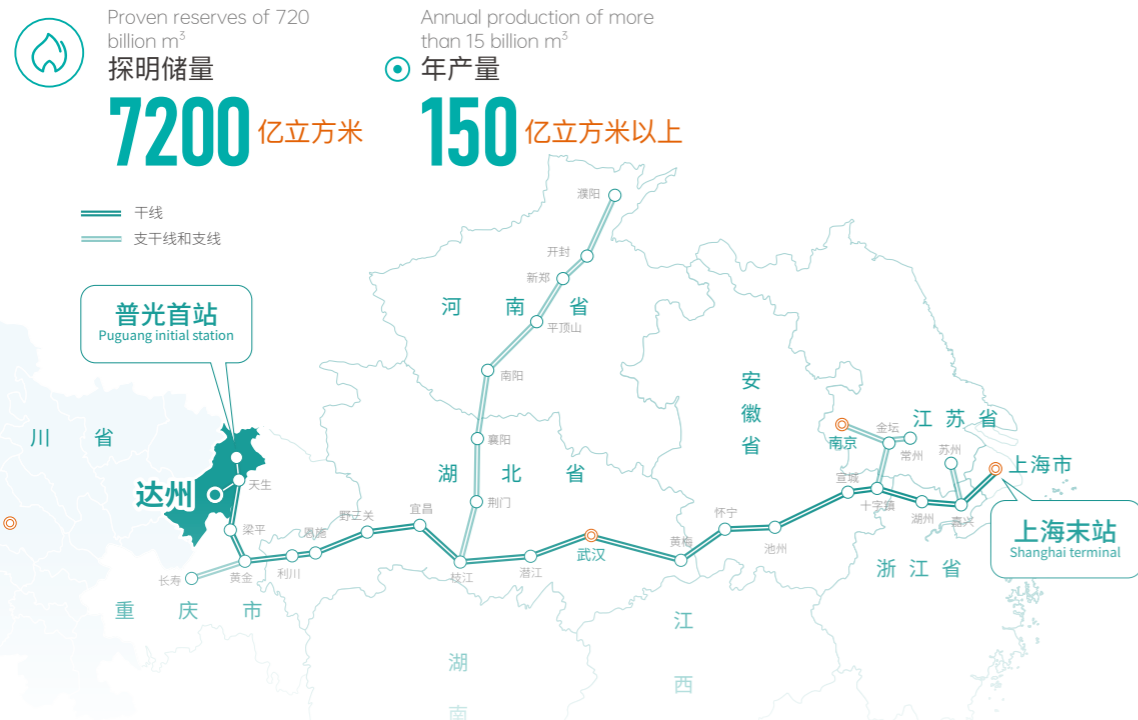 Proven reserves of 720
billion m³
探明储量
7200 亿立方米
Annual production of more
than 15 billion m³
年产量
150 亿立方米以上
干线
支干线和支线
普光首站
Puguang initial station
濮阳
开封
新郑
河南省
平顶山
南阳
安徽省
川省
襄阳
湖北省
南京
金坛
江苏省
常州
苏州
上海市
达州
天生
荆门
宣城
十字镇
湖州
嘉兴
上海末站
Shanghai terminal
梁平
恩施
野三关
宜昌
怀宁
武汉
黄梅
池州
长寿
黄金
利川
枝江
潜江
浙江省
重庆市
江西
湖南